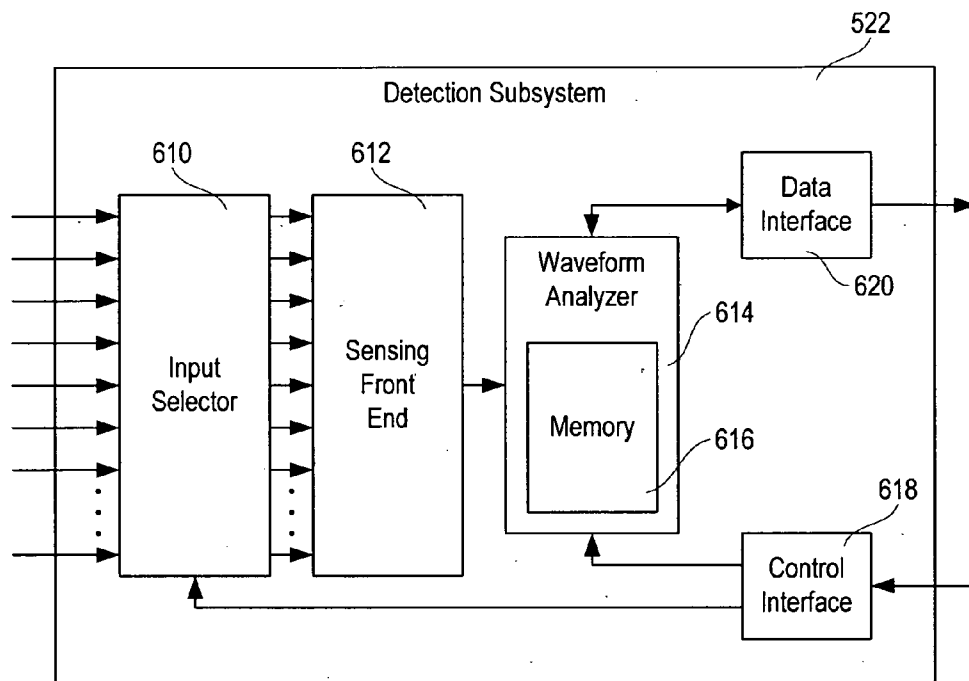 522
Detection Subsystem
610
612
Data
Interface
620
Waveform
Analyzer
614
Input
Selector
Sensing
Front
End
Memory
616
618
Control
Interface